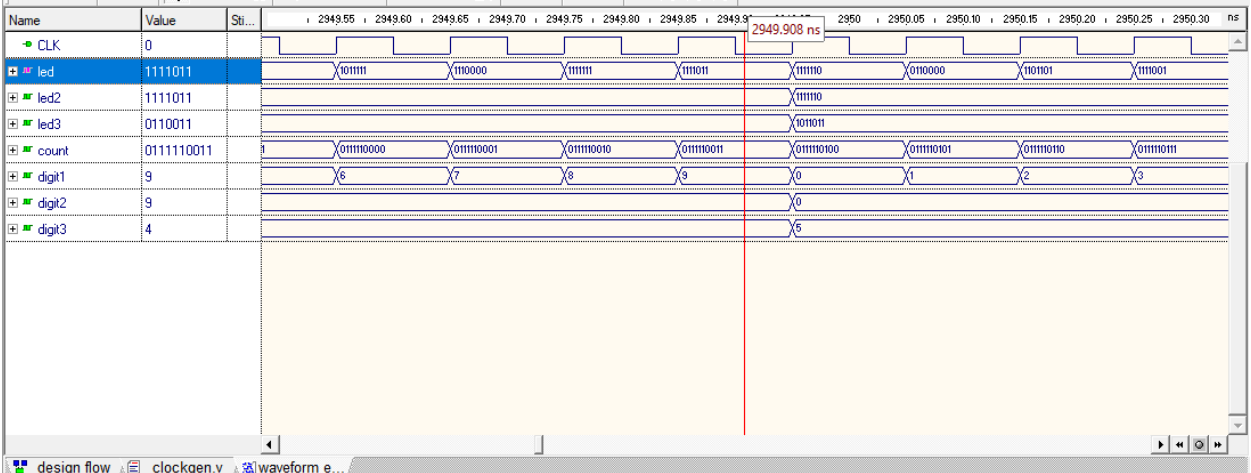 Name Value Sti... 2949.55 2949.60 2949.65 2949.70 2949.75 2949.80 2949.85 2950 2950.05 2950.10 2950.15 2950.20 2950.25 2950.30 ns
2949.908 ns
CLK 0
led 1111011 1011111 1110000 1111111 1111011 1111110 0110000 1101101 1111001
led2 1111011 1111110
led3 0110011 1011011
count 0111110011 1 0111110000 0111110001 0111110010 0111110011 0111110100 0111110101 0111110110 0111110111
digit1 9 6 7 8 9 0 1 2 3
digit2 9 0
digit3 4 5
design flow clockgen.v waveform e...